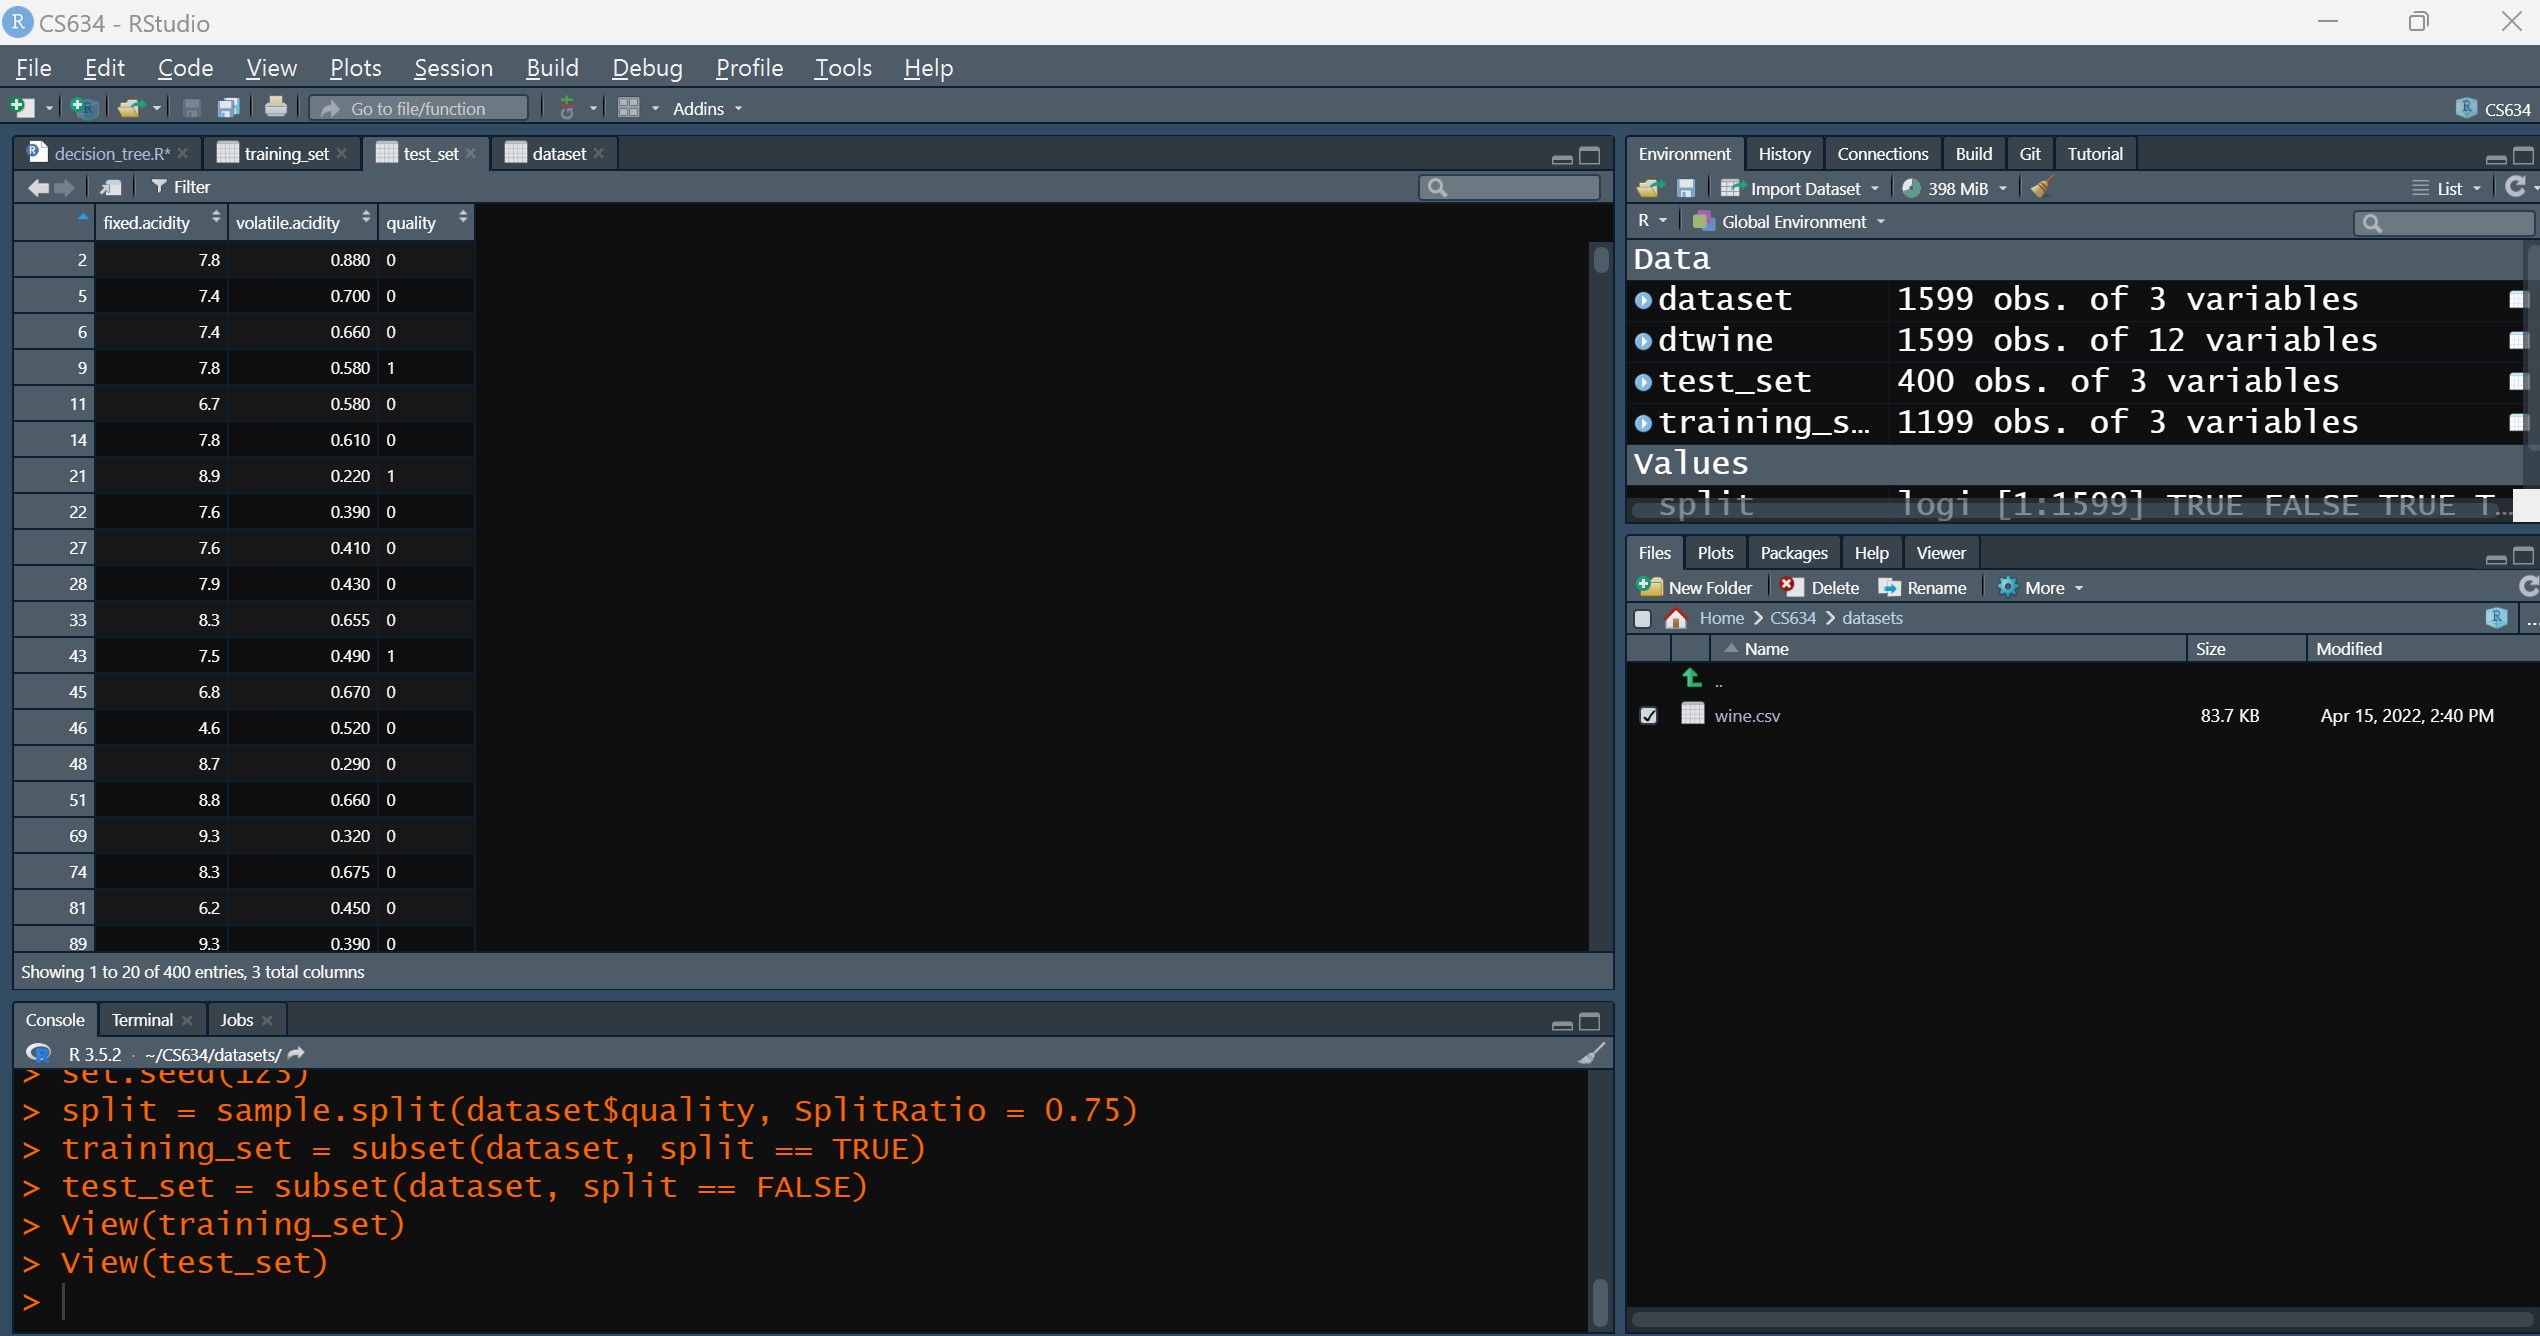 CS634 - RStudio
File Edit Code View Plots Session Build Debug Profile Tools Help
Go to file/function Addins CS634
decision_tree.R* training_set test_set dataset
Filter
fixed.acidity volatile.acidity quality
2 7.8 0.880 0
5 7.4 0.700 0
6 7.4 0.660 0
9 7.8 0.580 1
11 6.7 0.580 0
14 7.8 0.610 0
21 8.9 0.220 1
22 7.6 0.390 0
27 7.6 0.410 0
28 7.9 0.430 0
33 8.3 0.655 0
43 7.5 0.490 1
45 6.8 0.670 0
46 4.6 0.520 0
48 8.7 0.290 0
51 8.8 0.660 0
69 9.3 0.320 0
74 8.3 0.675 0
81 6.2 0.450 0
89 9.3 0.390 0
Showing 1 to 20 of 400 entries, 3 total columns
Console Terminal Jobs
R 3.5.2 · ~/CS634/datasets/
> set.seed(123)
> split = sample.split(dataset$quality, SplitRatio = 0.75)
> training_set = subset(dataset, split == TRUE)
> test_set = subset(dataset, split == FALSE)
> View(training_set)
> View(test_set)
>
Environment History Connections Build Git Tutorial
Import Dataset 398 MiB List
R Global Environment
Data
dataset 1599 obs. of 3 variables
dtwine 1599 obs. of 12 variables
test_set 400 obs. of 3 variables
training_s… 1199 obs. of 3 variables
Values
split logi [1:1599] TRUE FALSE TRUE T…
Files Plots Packages Help Viewer
New Folder Delete Rename More
Home CS634 datasets ...
Name Size Modified
..
wine.csv 83.7 KB Apr 15, 2022, 2:40 PM